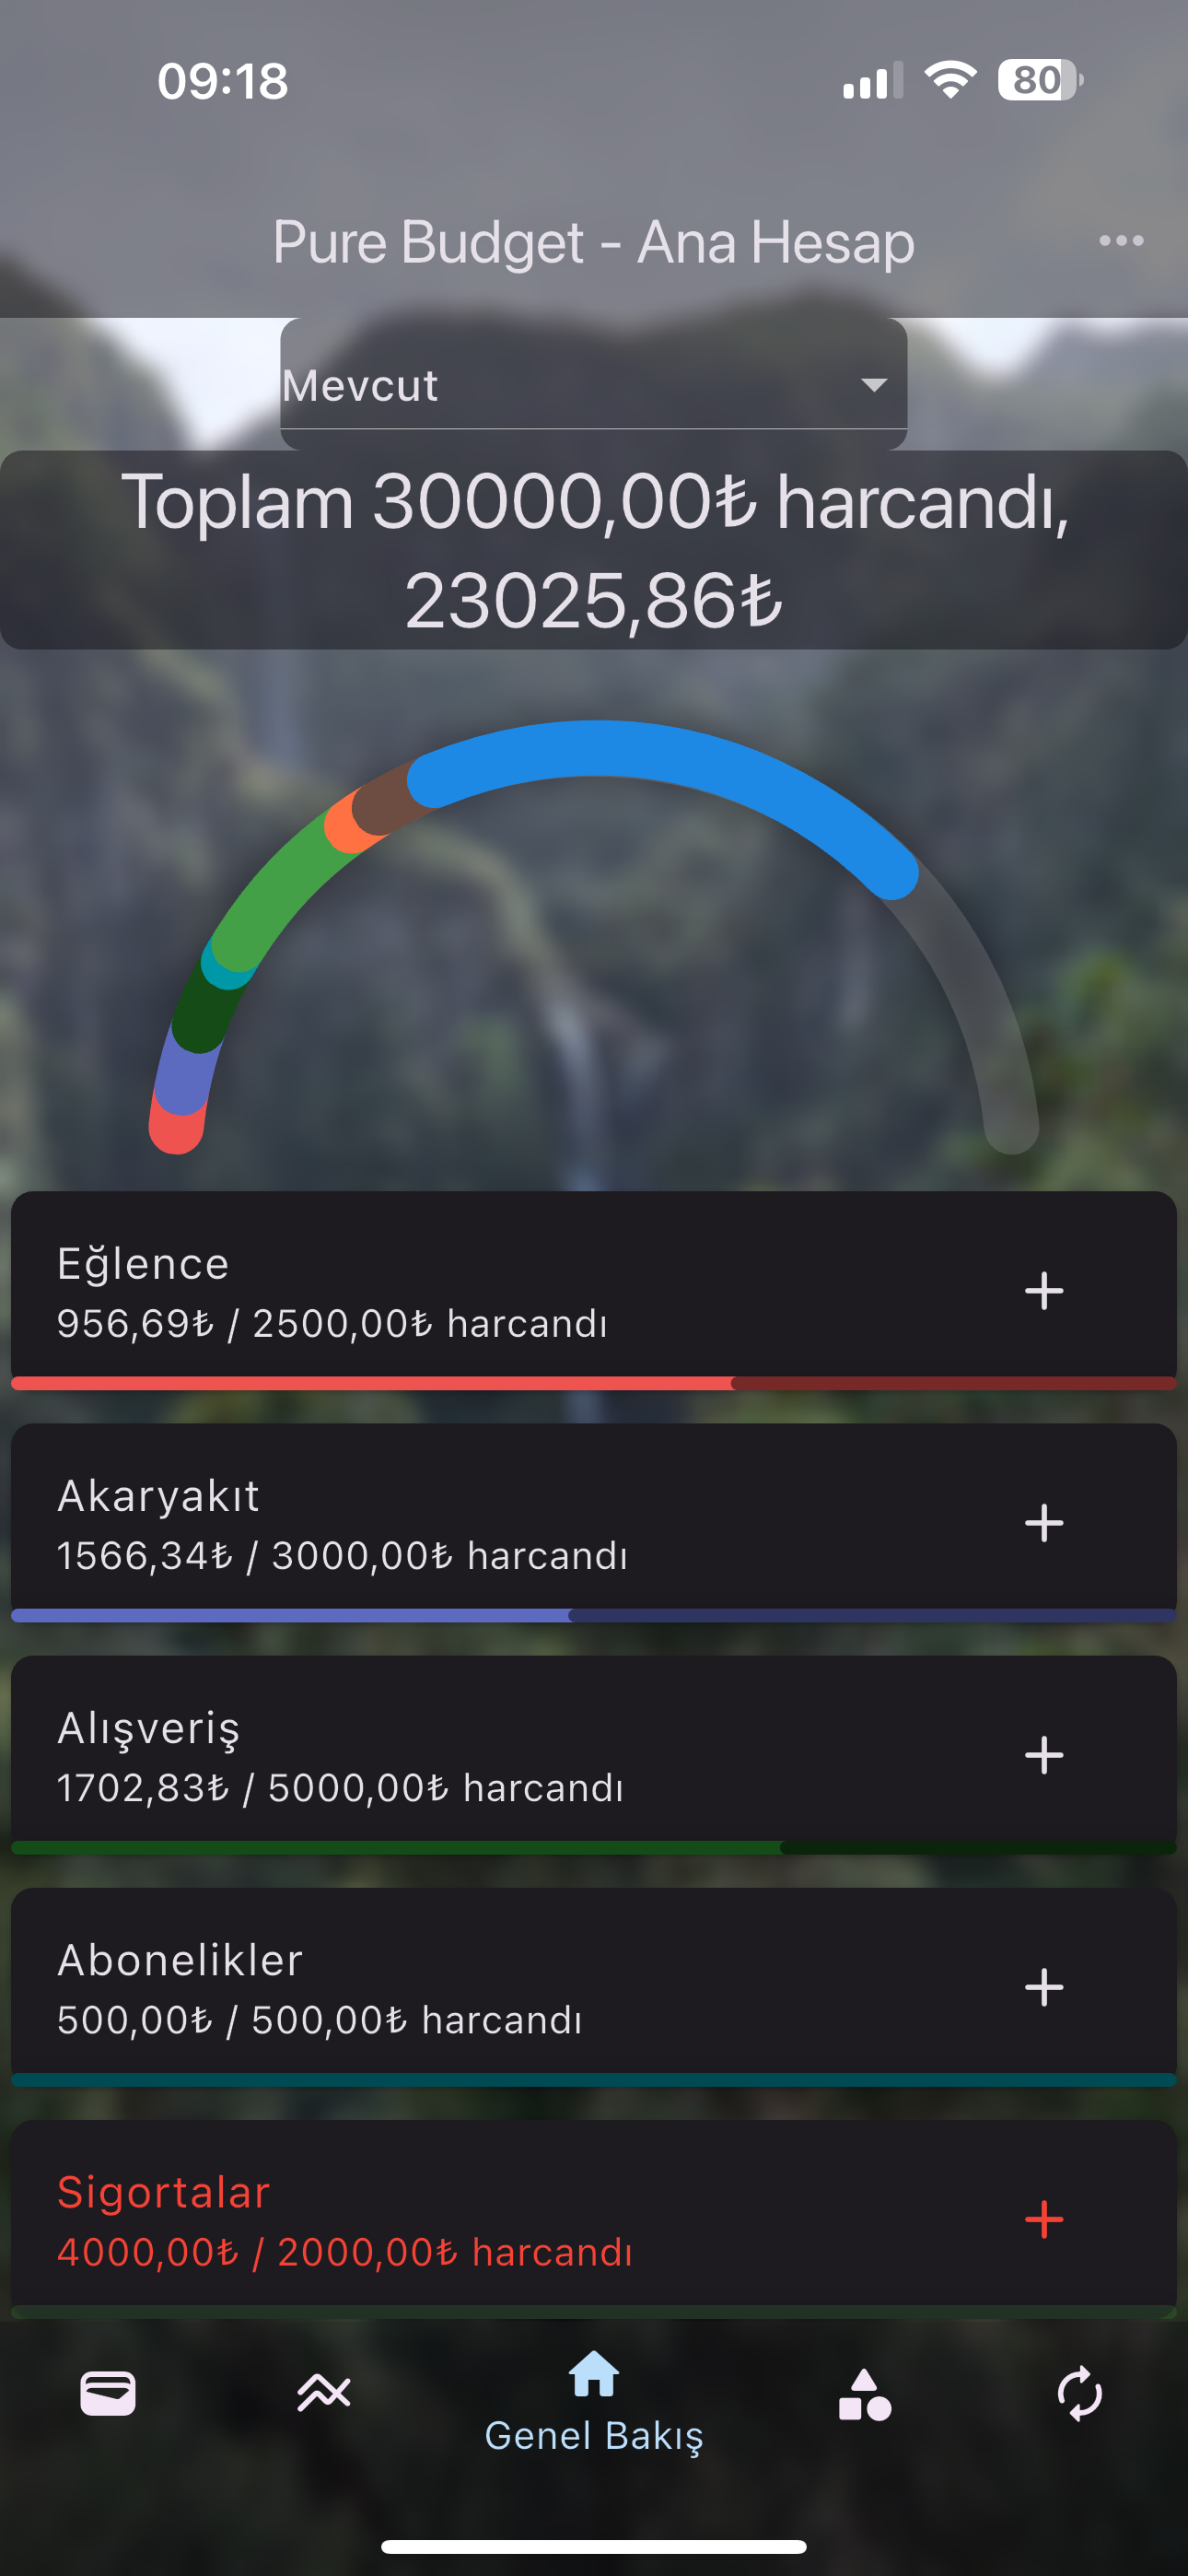 09:18
80
Pure Budget - Ana Hesap
Mevcut
Toplam 30000,00₺ harcandı,
23025,86₺
Eğlence
956,69₺ / 2500,00₺ harcandı
Akaryakıt
1566,34₺ / 3000,00₺ harcandı
Alışveriş
1702,83₺ / 5000,00₺ harcandı
Abonelikler
500,00₺ / 500,00₺ harcandı
Sigortalar
4000,00₺ / 2000,00₺ harcandı
Genel Bakış